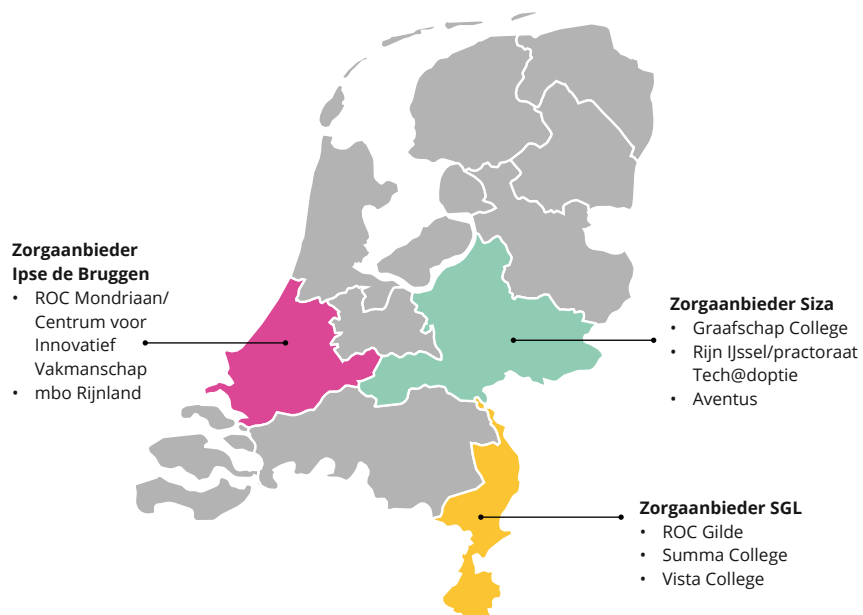 Zorgaanbieder
Ipse de Bruggen
• ROC Mondriaan/
Centrum voor
Innovatief
Vakmanschap
• mbo Rijnland
Zorgaanbieder Siza
• Graafschap College
• Rijn IJssel/practoraat
Tech@doptie
• Aventus
Zorgaanbieder SGL
• ROC Gilde
• Summa College
• Vista College